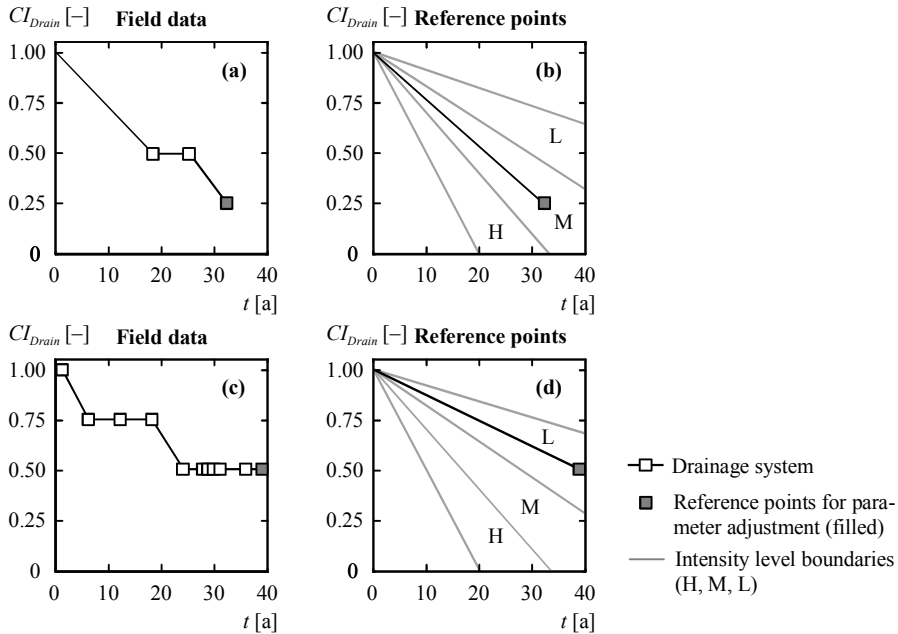 CI_Drain [–] Field data
(a)
1.00
0.75
0.50
0.25
0
0 10 20 30 40
t [a]
CI_Drain [–] Reference points
(b)
1.00
0.75
0.50
0.25
0
L
M
H
0 10 20 30 40
t [a]
CI_Drain [–] Field data
(c)
1.00
0.75
0.50
0.25
0
0 10 20 30 40
t [a]
CI_Drain [–] Reference points
(d)
1.00
0.75
0.50
0.25
0
L
M
H
0 10 20 30 40
t [a]
Drainage system
Reference points for para-
meter adjustment (filled)
Intensity level boundaries
(H, M, L)